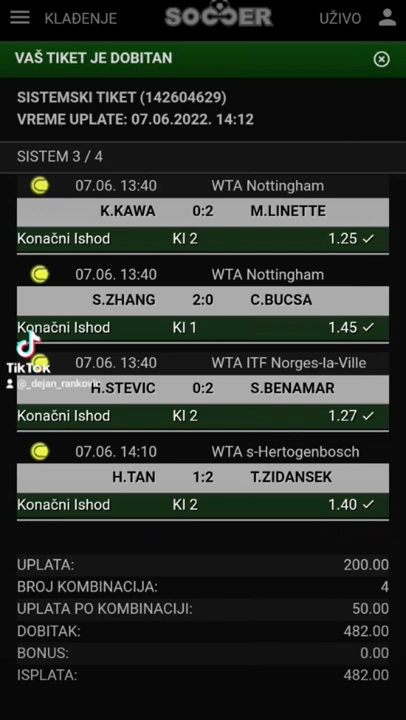 KLAĐENJE SOCCER UŽIVO
VAŠ TIKET JE DOBITAN
SISTEMSKI TIKET (142604629)
VREME UPLATE: 07.06.2022. 14:12
SISTEM 3 / 4
07.06. 13:40 WTA Nottingham
K.KAWA 0:2 M.LINETTE
Konačni Ishod KI 2 1.25
07.06. 13:40 WTA Nottingham
S.ZHANG 2:0 C.BUCSA
Konačni Ishod KI 1 1.45
07.06. 13:40 WTA ITF Norges-la-Ville
TikTok
@_dejan_rankovic
H.STEVIC 0:2 S.BENAMAR
Konačni Ishod KI 2 1.27
07.06. 14:10 WTA s-Hertogenbosch
H.TAN 1:2 T.ZIDANSEK
Konačni Ishod KI 2 1.40
UPLATA: 200.00
BROJ KOMBINACIJA: 4
UPLATA PO KOMBINACIJI: 50.00
DOBITAK: 482.00
BONUS: 0.00
ISPLATA: 482.00